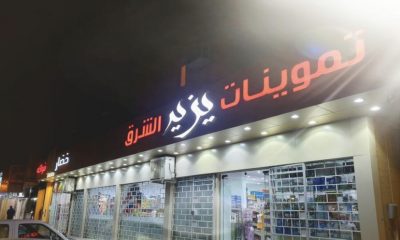 تموينات يزيد الشرق
خضار